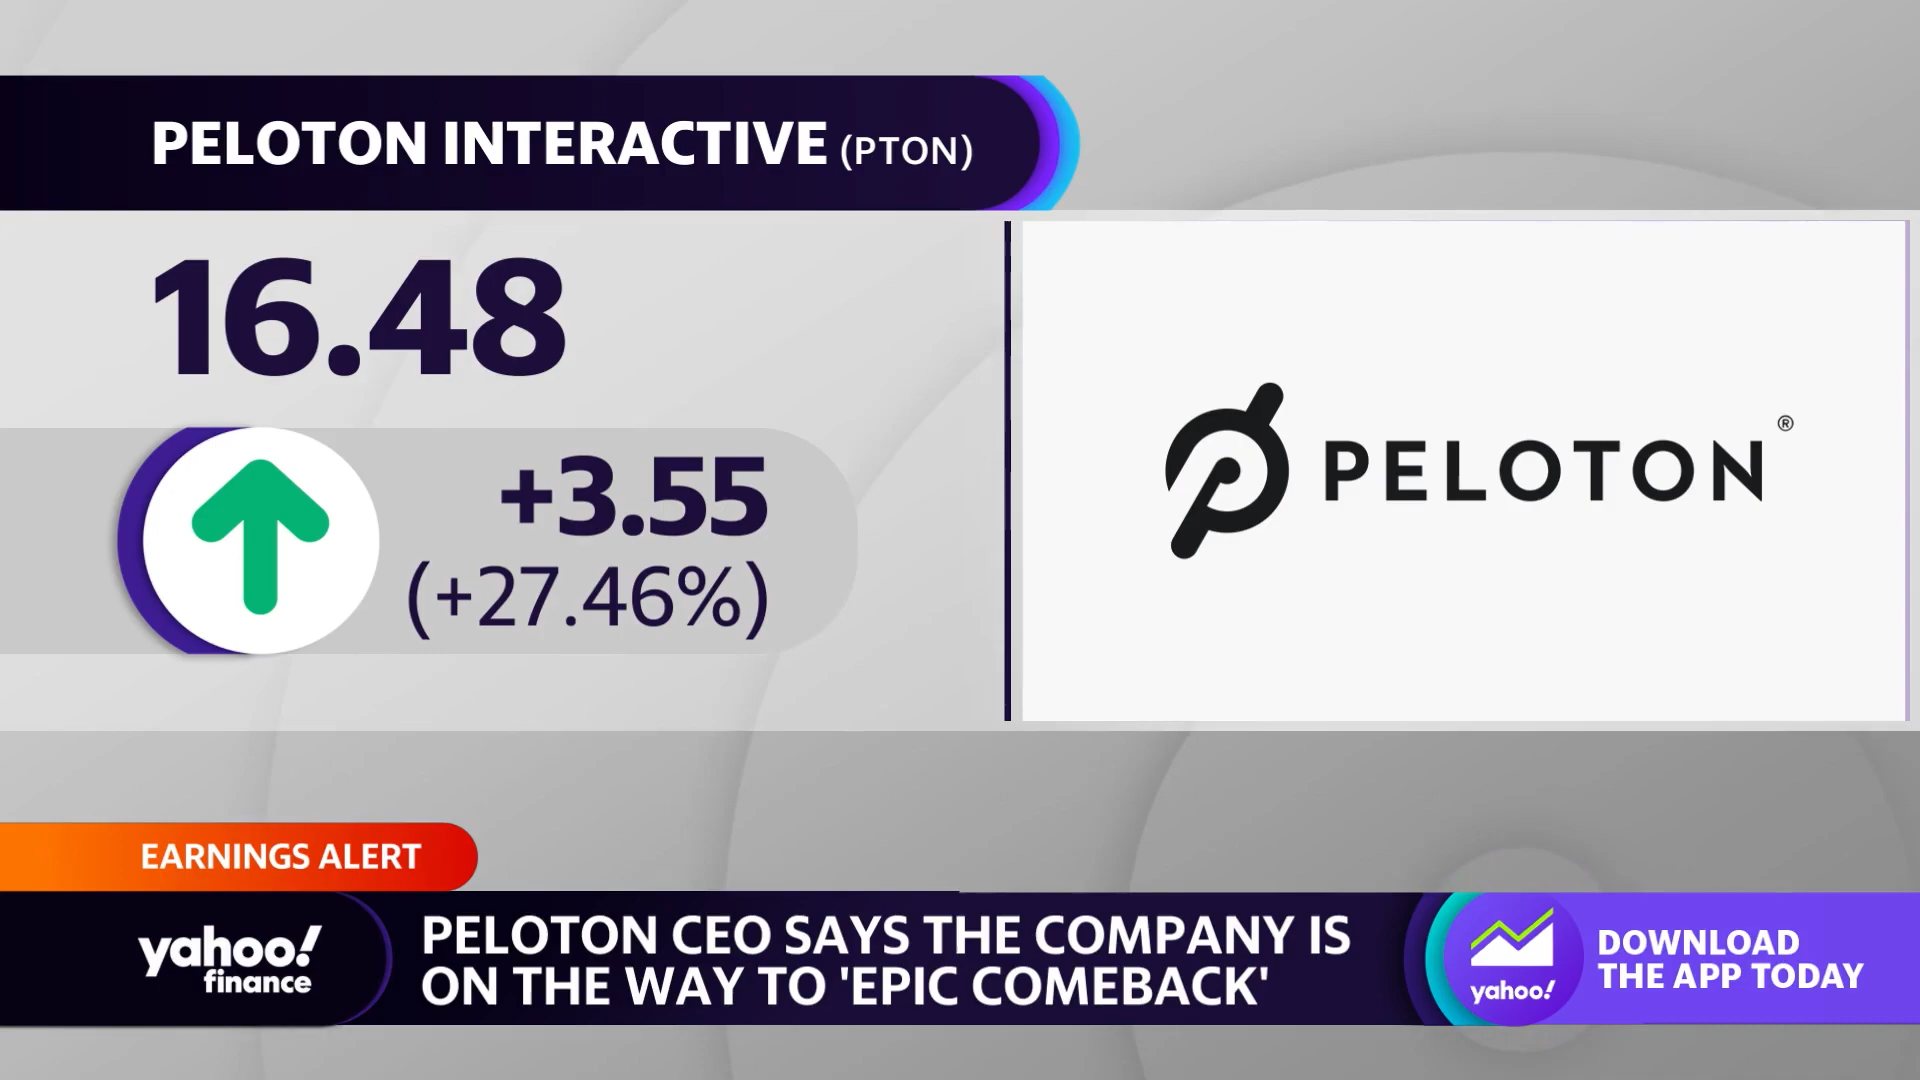 PELOTON INTERACTIVE (PTON)
16.48
+3.55
(+27.46%)
PELOTON®
EARNINGS ALERT
yahoo!
finance
PELOTON CEO SAYS THE COMPANY IS
ON THE WAY TO 'EPIC COMEBACK'
yahoo!
DOWNLOAD
THE APP TODAY